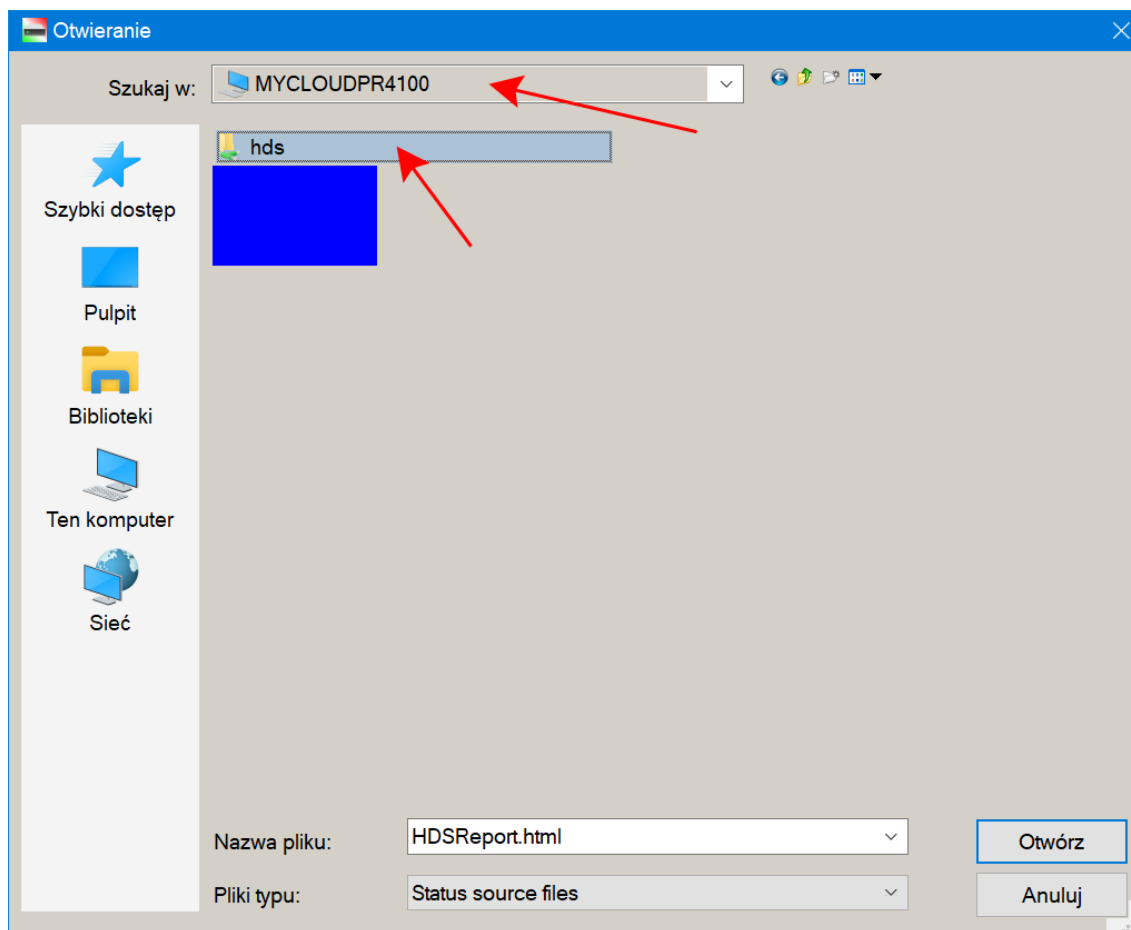 Otwieranie
Szukaj w:
MYCLOUDPR4100
hds
Szybki dostęp
Pulpit
Biblioteki
Ten komputer
Sieć
Nazwa pliku:
HDSReport.html
Otwórz
Pliki typu:
Status source files
Anuluj